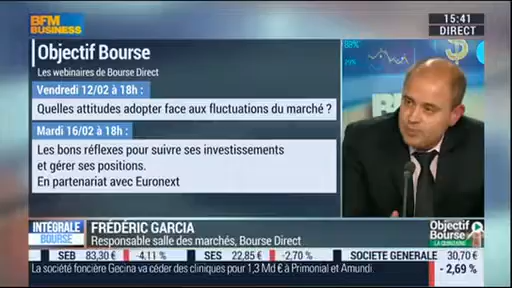 BFM
BUSINESS
15:41
DIRECT
Objectif Bourse
Les webinaires de Bourse Direct
Vendredi 12/02 à 18h :
Quelles attitudes adopter face aux fluctuations du marché ?
Mardi 16/02 à 18h :
Les bons réflexes pour suivre ses investissements
et gérer ses positions.
En partenariat avec Euronext
88%
BFM
INTÉGRALE
BOURSE
FRÉDÉRIC GARCIA
Responsable salle des marchés, Bourse Direct
Objectif
Bourse
LA QUINZAINE
SEB 83,30 € -4,11 % SES 22,85 € -2,70 % SOCIETE GENERALE 30,70 €
-2,69 %
La société foncière Gecina va céder des cliniques pour 1,3 Md € à Primonial et Amundi.